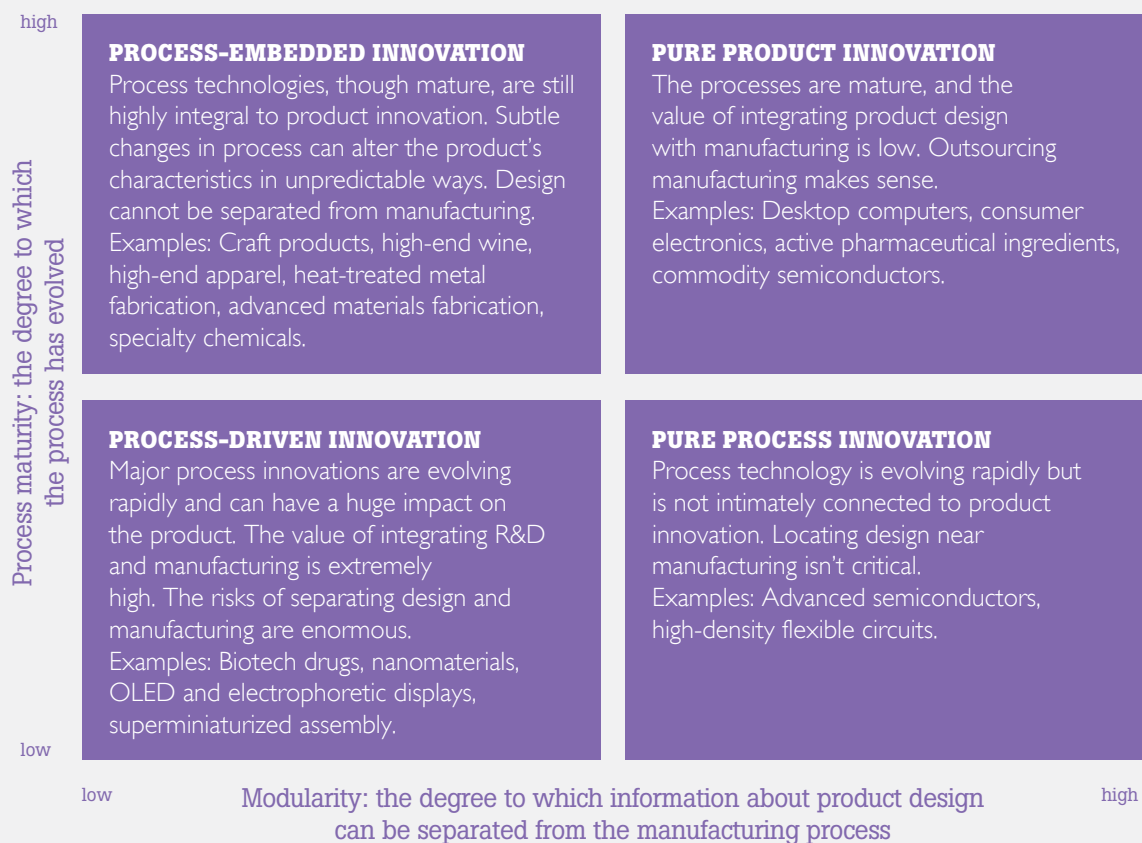 high
PROCESS-EMBEDDED INNOVATION
Process technologies, though mature, are still
highly integral to product innovation. Subtle
changes in process can alter the product’s
characteristics in unpredictable ways. Design
cannot be separated from manufacturing.
Examples: Craft products, high-end wine,
high-end apparel, heat-treated metal
fabrication, advanced materials fabrication,
specialty chemicals.
PURE PRODUCT INNOVATION
The processes are mature, and the
value of integrating product design
with manufacturing is low. Outsourcing
manufacturing makes sense.
Examples: Desktop computers, consumer
electronics, active pharmaceutical ingredients,
commodity semiconductors.
Process maturity: the degree to which
the process has evolved
PROCESS-DRIVEN INNOVATION
Major process innovations are evolving
rapidly and can have a huge impact on
the product. The value of integrating R&D
and manufacturing is extremely
high. The risks of separating design and
manufacturing are enormous.
Examples: Biotech drugs, nanomaterials,
OLED and electrophoretic displays,
superminiaturized assembly.
PURE PROCESS INNOVATION
Process technology is evolving rapidly but
is not intimately connected to product
innovation. Locating design near
manufacturing isn’t critical.
Examples: Advanced semiconductors,
high-density flexible circuits.
low
low
Modularity: the degree to which information about product design
can be separated from the manufacturing process
high